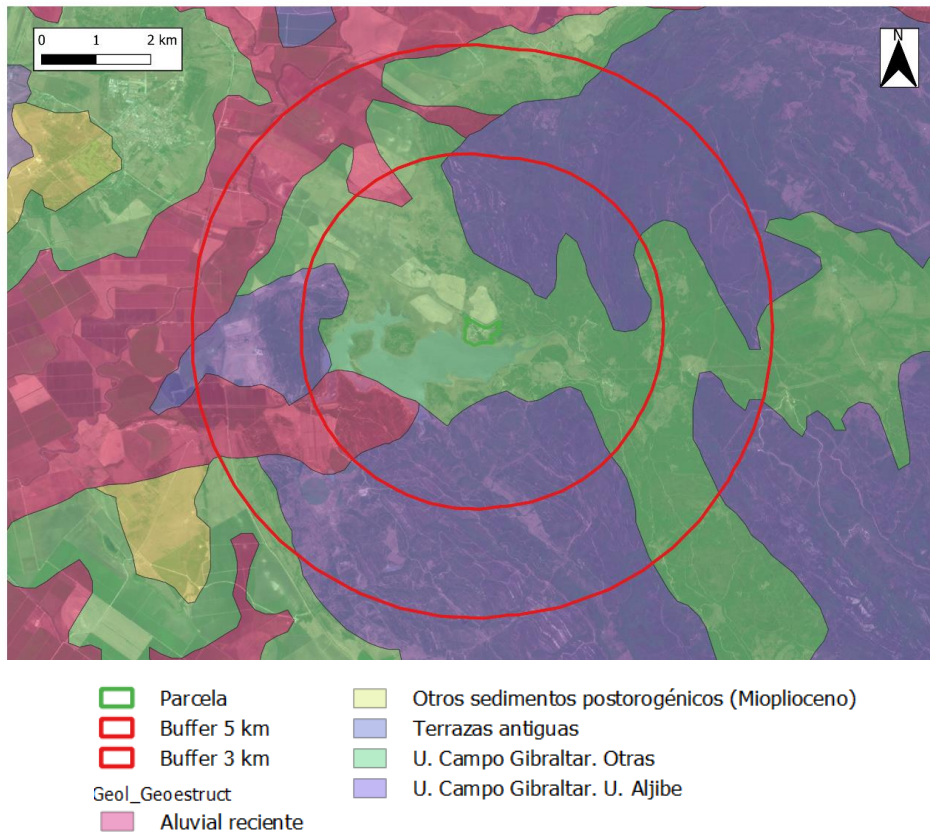 0 1 2 km
N
Parcela
Buffer 5 km
Buffer 3 km
Geol_Geoestruct
Aluvial reciente
Otros sedimentos postorogénicos (Mioplioceno)
Terrazas antiguas
U. Campo Gibraltar. Otras
U. Campo Gibraltar. U. Aljibe